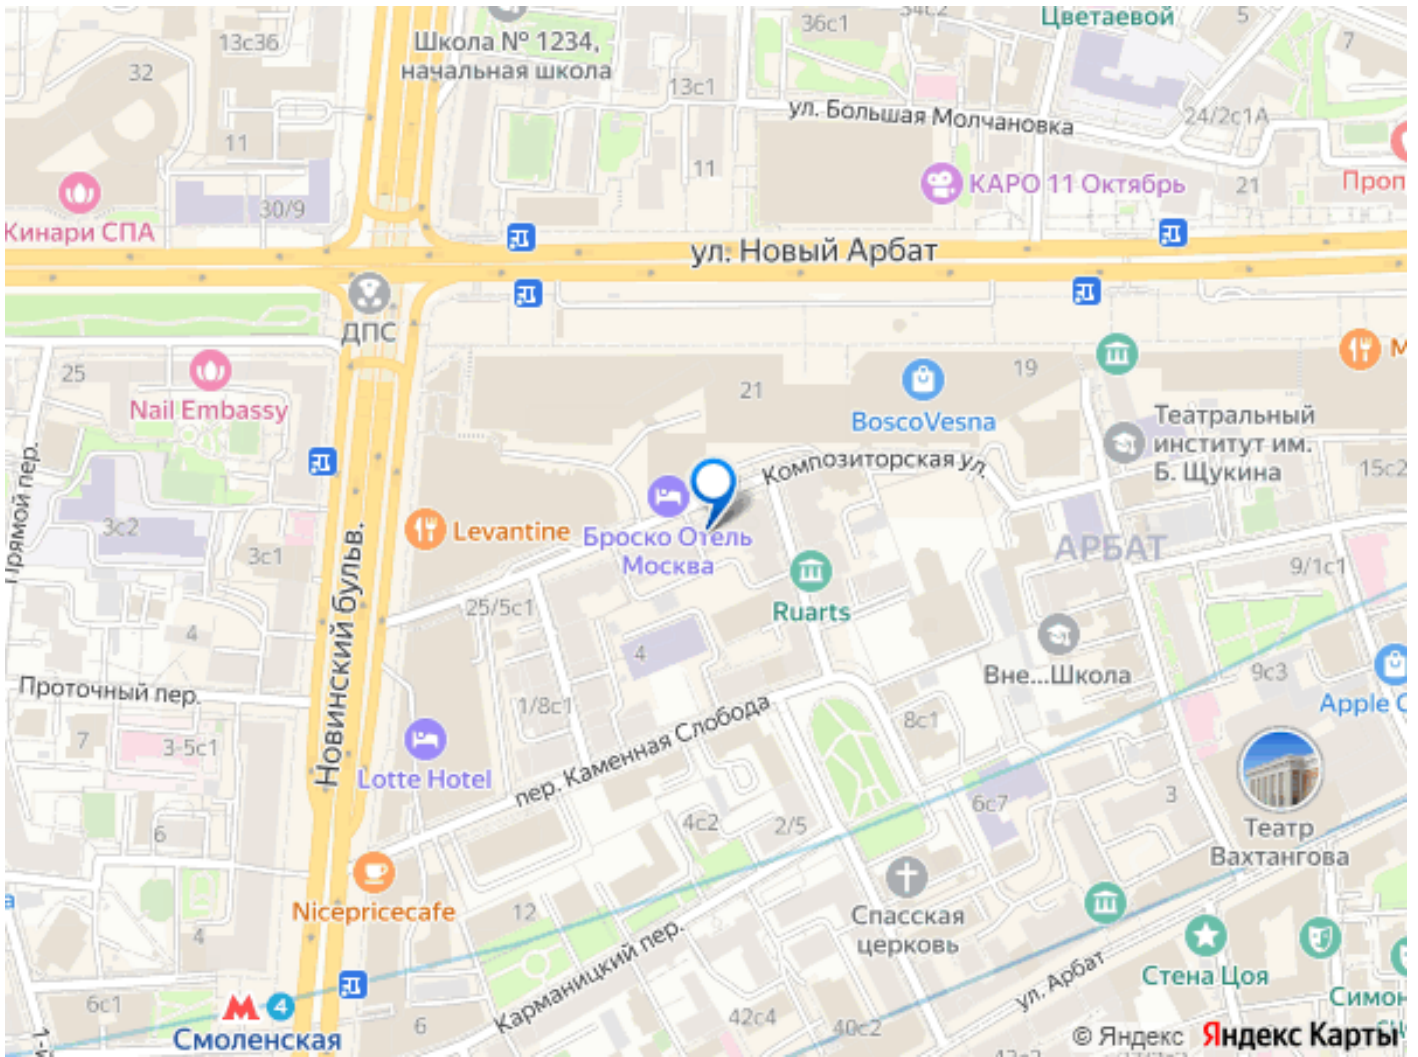 Цветаевой
36с1
5
13с36
Школа № 1234,
начальная школа
7
32
13с1
ул. Большая Молчановка
24/2с1А
11
11
КАРО 11 Октябрь
21
Проп
30/9
Кинари СПА
ул. Новый Арбат
ДПС
25
21
19
М
Nail Embassy
BoscoVesna
Театральный
институт им.
Б. Щукина
Прямой пер.
Композиторская ул.
15с2
3с2
Levantine
Броско Отель
Москва
АРБАТ
3с1
9/1с1
25/5с1
Ruarts
4
4
Вне...Школа
9с3
Проточный пер.
Новинский бульв.
1/8с1
пер. Каменная Слобода
8с1
Apple
7
3-5с1
Lotte Hotel
6с7
3
6
4с2
2/5
Театр
Вахтангова
Nicepricecafe
12
Спасская
церковь
4
Карманицкий пер.
ул. Арбат
Стена Цоя
Симон
6с1
4
Смоленская
6
42с4
40с2
© Яндекс Яндекс Карты